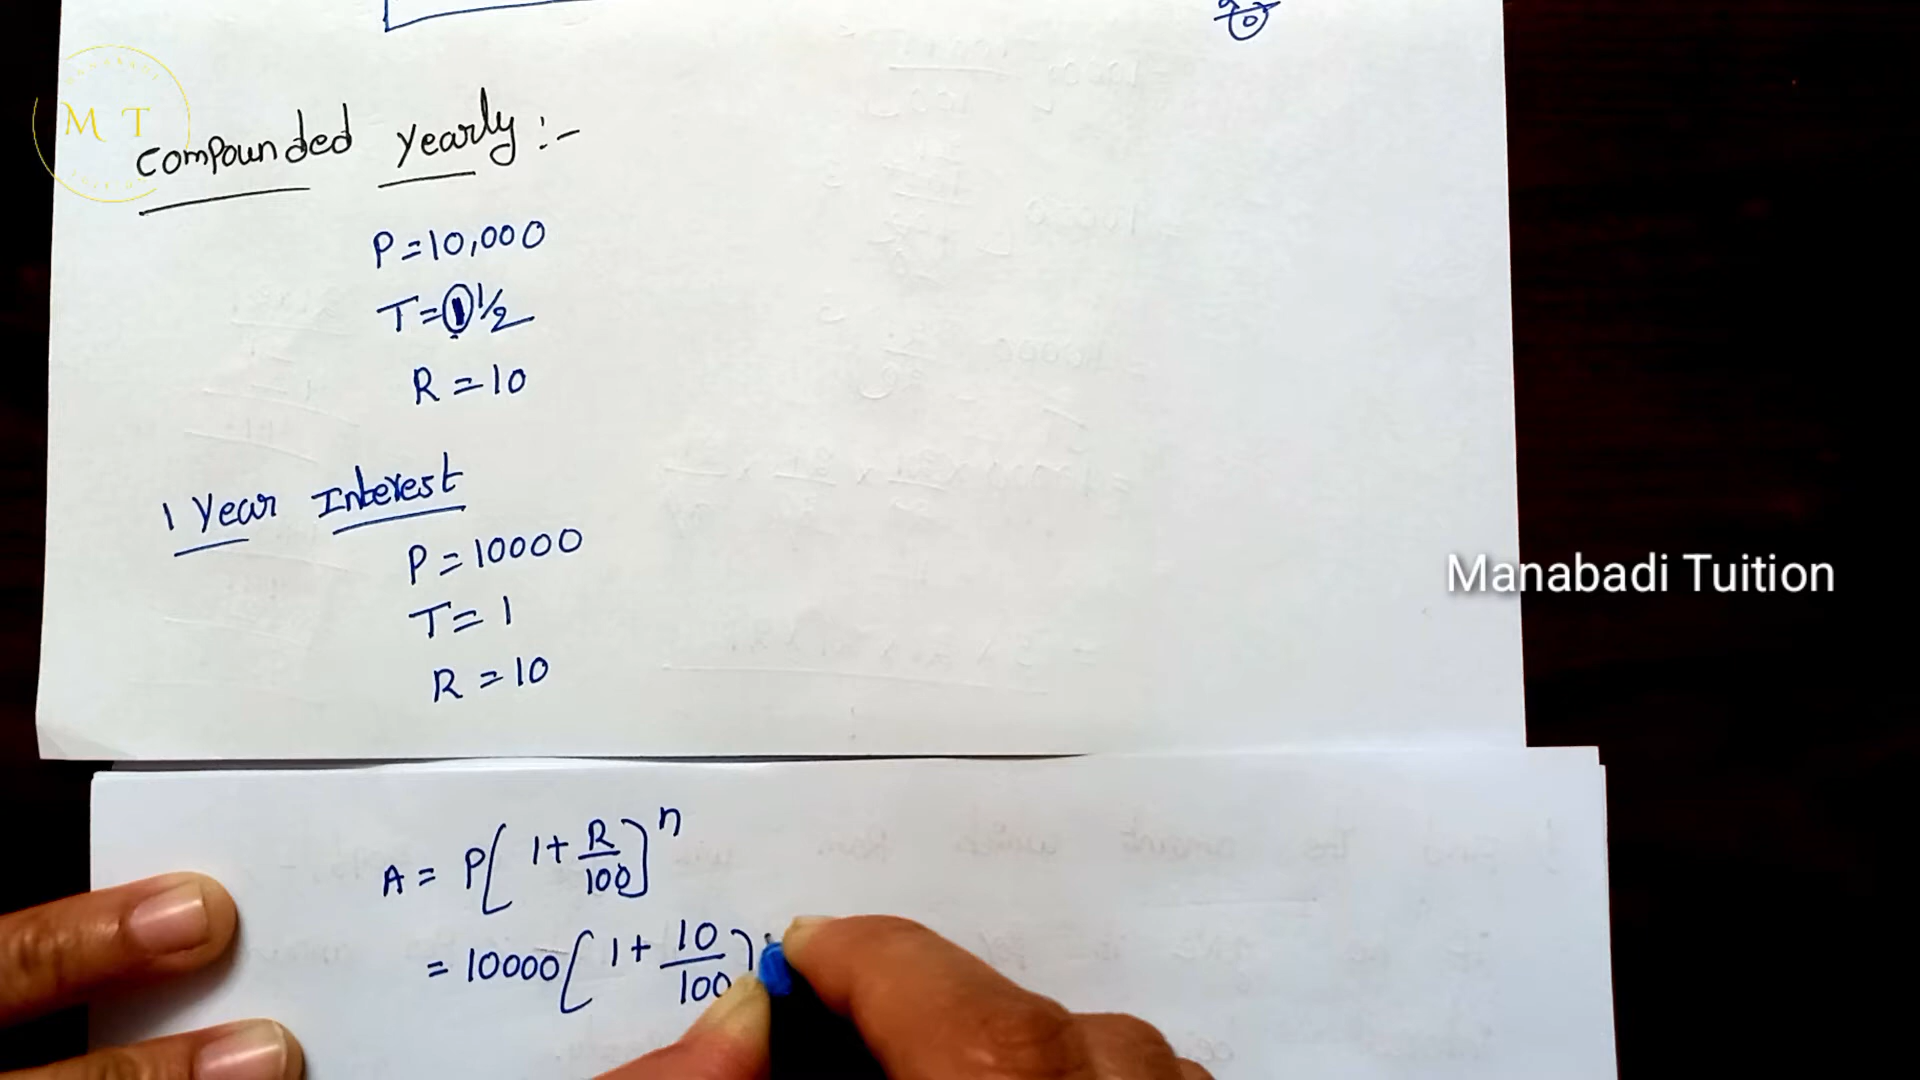 M T
Compounded Yearly :-
P=10,000
T=1 1/2
R=10
1 Year Interest
P=10000
T=1
R=10
Manabadi Tuition
A = P[1+R/100]^n
= 10000[1+10/100]